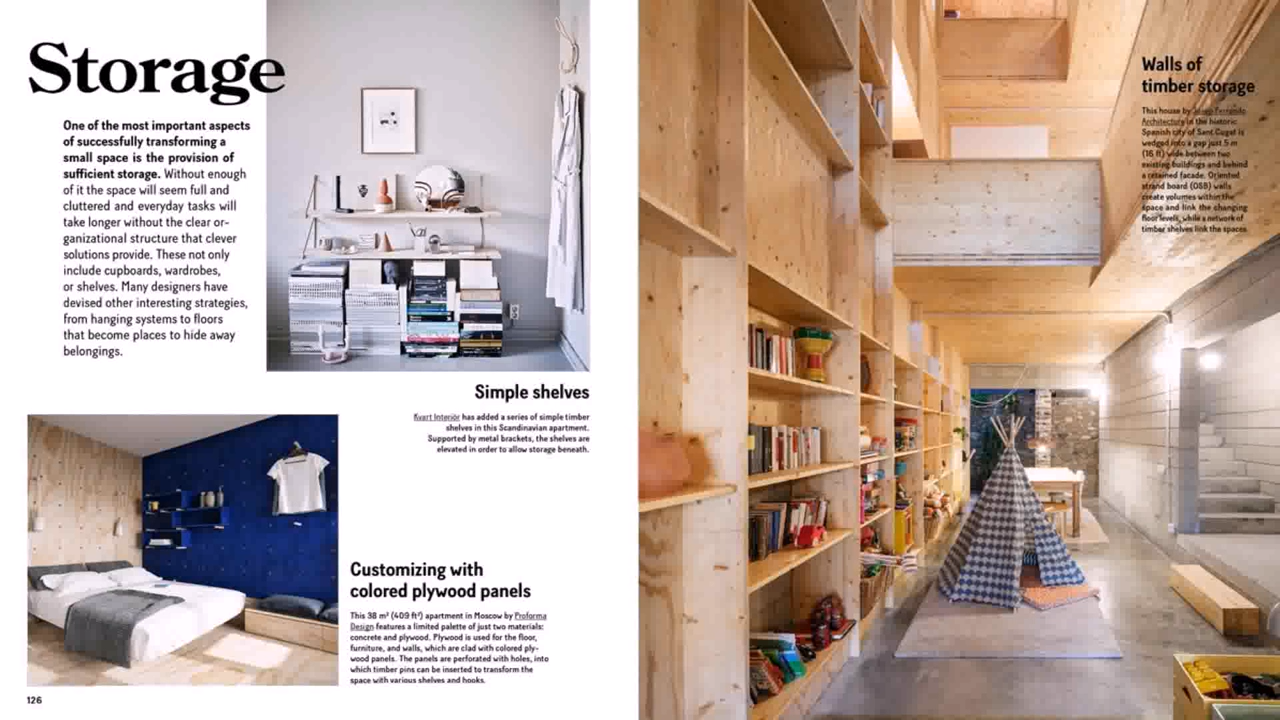 Storage
One of the most important aspects
of successfully transforming a
small space is the provision of
sufficient storage. Without enough
of it the space will seem full and
cluttered and everyday tasks will
take longer without the clear or-
ganizational structure that clever
solutions provide. These not only
include cupboards, wardrobes,
or shelves. Many designers have
devised other interesting strategies,
from hanging systems to floors
that become places to hide away
belongings.
Simple shelves
Kvart Interiör has added a series of simple timber
shelves in this Scandinavian apartment.
Supported by metal brackets, the shelves are
elevated in order to allow storage beneath.
Customizing with
colored plywood panels
This 38 m² (409 ft²) apartment in Moscow by Proforma
Design features a limited palette of just two materials:
concrete and plywood. Plywood is used for the floor,
furniture, and walls, which are clad with colored ply-
wood panels. The panels are perforated with holes, into
which timber pins can be inserted to transform the
space with various shelves and hooks.
126
Walls of
timber storage
This house by Josep Ferrando
Architecture in the historic
Spanish city of Sant Cugat is
wedged into a gap just 5 m
(16 ft) wide between two
existing buildings and behind
a retained facade. Oriented
strand board (OSB) walls
create volumes within the
space and link the changing
floor levels, while a network of
timber shelves link the spaces.